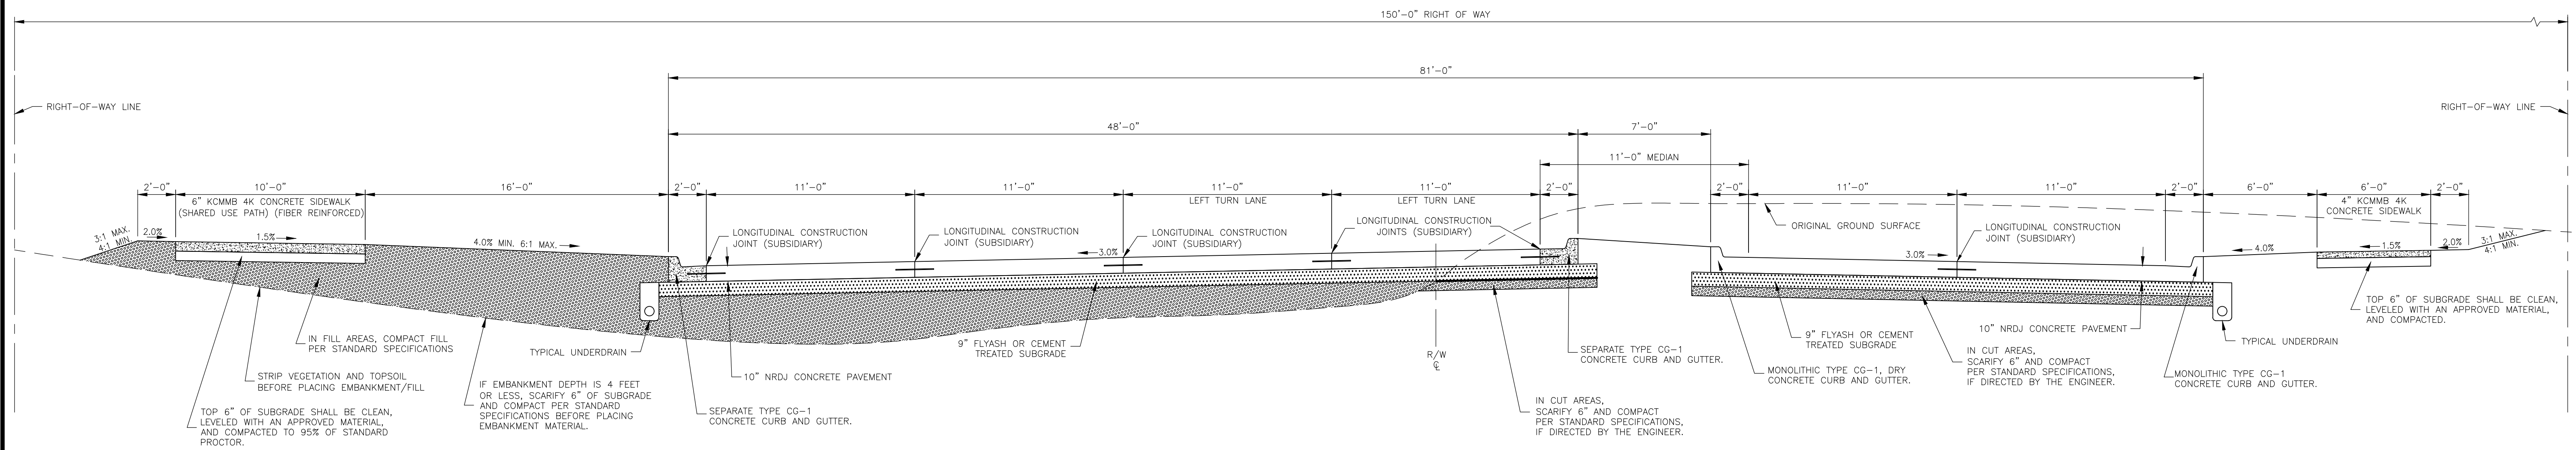 150'-0" RIGHT OF WAY
81'-0"
RIGHT-OF-WAY LINE
RIGHT-OF-WAY LINE
48'-0"
7'-0"
11'-0" MEDIAN
2'-0"
10'-0"
16'-0"
2'-0"
11'-0"
11'-0"
11'-0"
LEFT TURN LANE
11'-0"
LEFT TURN LANE
2'-0"
2'-0"
11'-0"
11'-0"
2'-0"
6'-0"
6'-0"
2'-0"
6" KCMMB 4K CONCRETE SIDEWALK
(SHARED USE PATH) (FIBER REINFORCED)
4" KCMMB 4K
CONCRETE SIDEWALK
3:1 MAX.
4:1 MIN.
2.0%
1.5%
4.0% MIN. 6:1 MAX.
LONGITUDINAL CONSTRUCTION
JOINT (SUBSIDIARY)
LONGITUDINAL CONSTRUCTION
JOINT (SUBSIDIARY)
LONGITUDINAL CONSTRUCTION
JOINT (SUBSIDIARY)
LONGITUDINAL CONSTRUCTION
JOINTS (SUBSIDIARY)
3.0%
ORIGINAL GROUND SURFACE
LONGITUDINAL CONSTRUCTION
JOINT (SUBSIDIARY)
3.0%
4.0%
1.5%
2.0%
3:1 MAX.
4:1 MIN.
IN FILL AREAS, COMPACT FILL
PER STANDARD SPECIFICATIONS
STRIP VEGETATION AND TOPSOIL
BEFORE PLACING EMBANKMENT/FILL
TOP 6" OF SUBGRADE SHALL BE CLEAN,
LEVELED WITH AN APPROVED MATERIAL,
AND COMPACTED TO 95% OF STANDARD
PROCTOR.
IF EMBANKMENT DEPTH IS 4 FEET
OR LESS, SCARIFY 6" OF SUBGRADE
AND COMPACT PER STANDARD
SPECIFICATIONS BEFORE PLACING
EMBANKMENT MATERIAL.
TYPICAL UNDERDRAIN
10" NRDJ CONCRETE PAVEMENT
SEPARATE TYPE CG-1
CONCRETE CURB AND GUTTER.
9" FLYASH OR CEMENT
TREATED SUBGRADE
R/W
℄
IN CUT AREAS,
SCARIFY 6" AND COMPACT
PER STANDARD SPECIFICATIONS,
IF DIRECTED BY THE ENGINEER.
SEPARATE TYPE CG-1
CONCRETE CURB AND GUTTER.
MONOLITHIC TYPE CG-1, DRY
CONCRETE CURB AND GUTTER.
9" FLYASH OR CEMENT
TREATED SUBGRADE
IN CUT AREAS,
SCARIFY 6" AND COMPACT
PER STANDARD SPECIFICATIONS,
IF DIRECTED BY THE ENGINEER.
10" NRDJ CONCRETE PAVEMENT
MONOLITHIC TYPE CG-1
CONCRETE CURB AND GUTTER.
TYPICAL UNDERDRAIN
TOP 6" OF SUBGRADE SHALL BE CLEAN,
LEVELED WITH AN APPROVED MATERIAL,
AND COMPACTED.